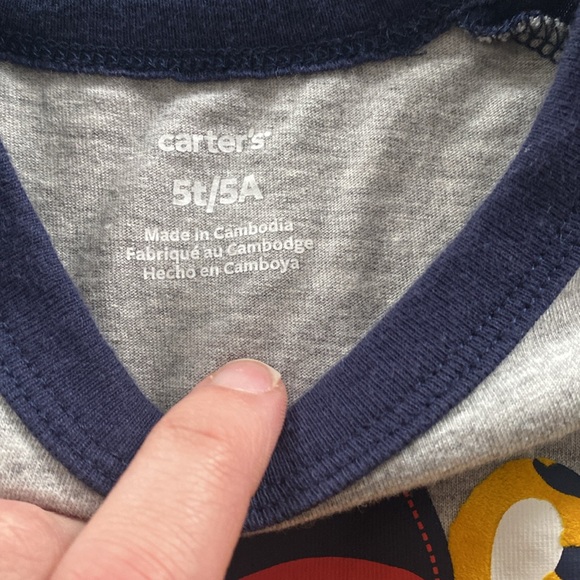 carter's
5t/5A
Made in Cambodia
Fabriqué au Cambodge
Hecho en Camboya